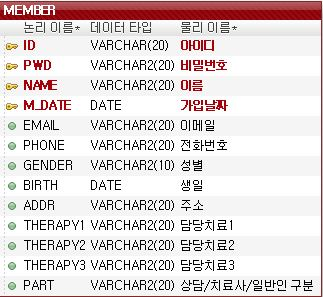 MEMBER
논리 이름* 데이터 타입 물리 이름*
ID VARCHAR(20) 아이디
PWD VARCHAR2(20) 비밀번호
NAME VARCHAR2(20) 이름
M_DATE DATE 가입날짜
EMAIL VARCHAR2(20) 이메일
PHONE VARCHAR2(20) 전화번호
GENDER VARCHAR2(10) 성별
BIRTH DATE 생일
ADDR VARCHAR2(20) 주소
THERAPY1 VARCHAR2(20) 담당치료1
THERAPY2 VARCHAR2(20) 담당치료2
THERAPY3 VARCHAR2(20) 담당치료3
PART VARCHAR2(20) 상담/치료사/일반인 구분